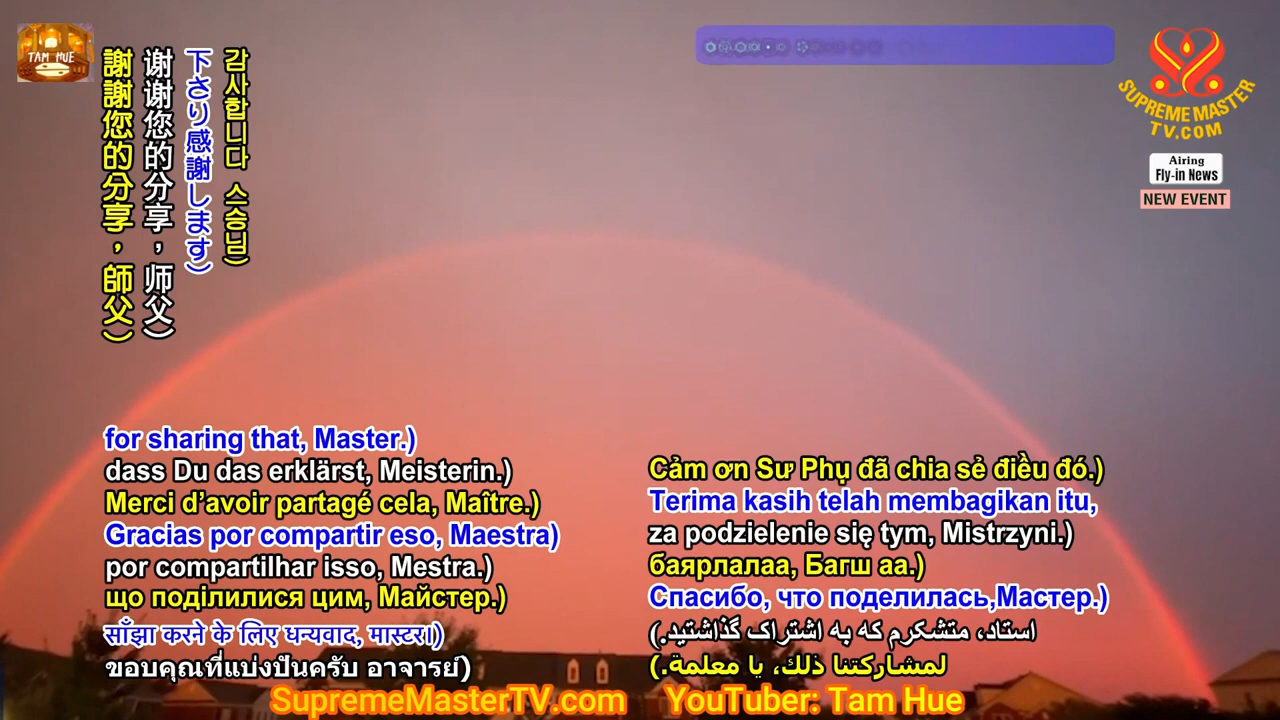 TAM HUE
謝謝您的分享，師父）
谢谢您的分享，师父）
下さり感謝します）
감사합니다 스승님）
SUPREME MASTER
TV.COM
Airing
Fly-in News
NEW EVENT
for sharing that, Master.)
dass Du das erklärst, Meisterin.)
Merci d’avoir partagé cela, Maître.)
Gracias por compartir eso, Maestra)
por compartilhar isso, Mestra.)
що поділилися цим, Майстер.)
साँझा करने के लिए धन्यवाद, मास्टर।)
ขอบคุณที่แบ่งปันครับ อาจารย์)
Cảm ơn Sư Phụ đã chia sẻ điều đó.)
Terima kasih telah membagikan itu,
za podzielenie się tym, Mistrzyni.)
баярлалаа, Багш аа.)
Спасибо, что поделилась,Мастер.)
استاد، متشکرم که به اشتراک گذاشتید.)
لمشاركتنا ذلك، يا معلمة.)
SupremeMasterTV.com YouTuber: Tam Hue